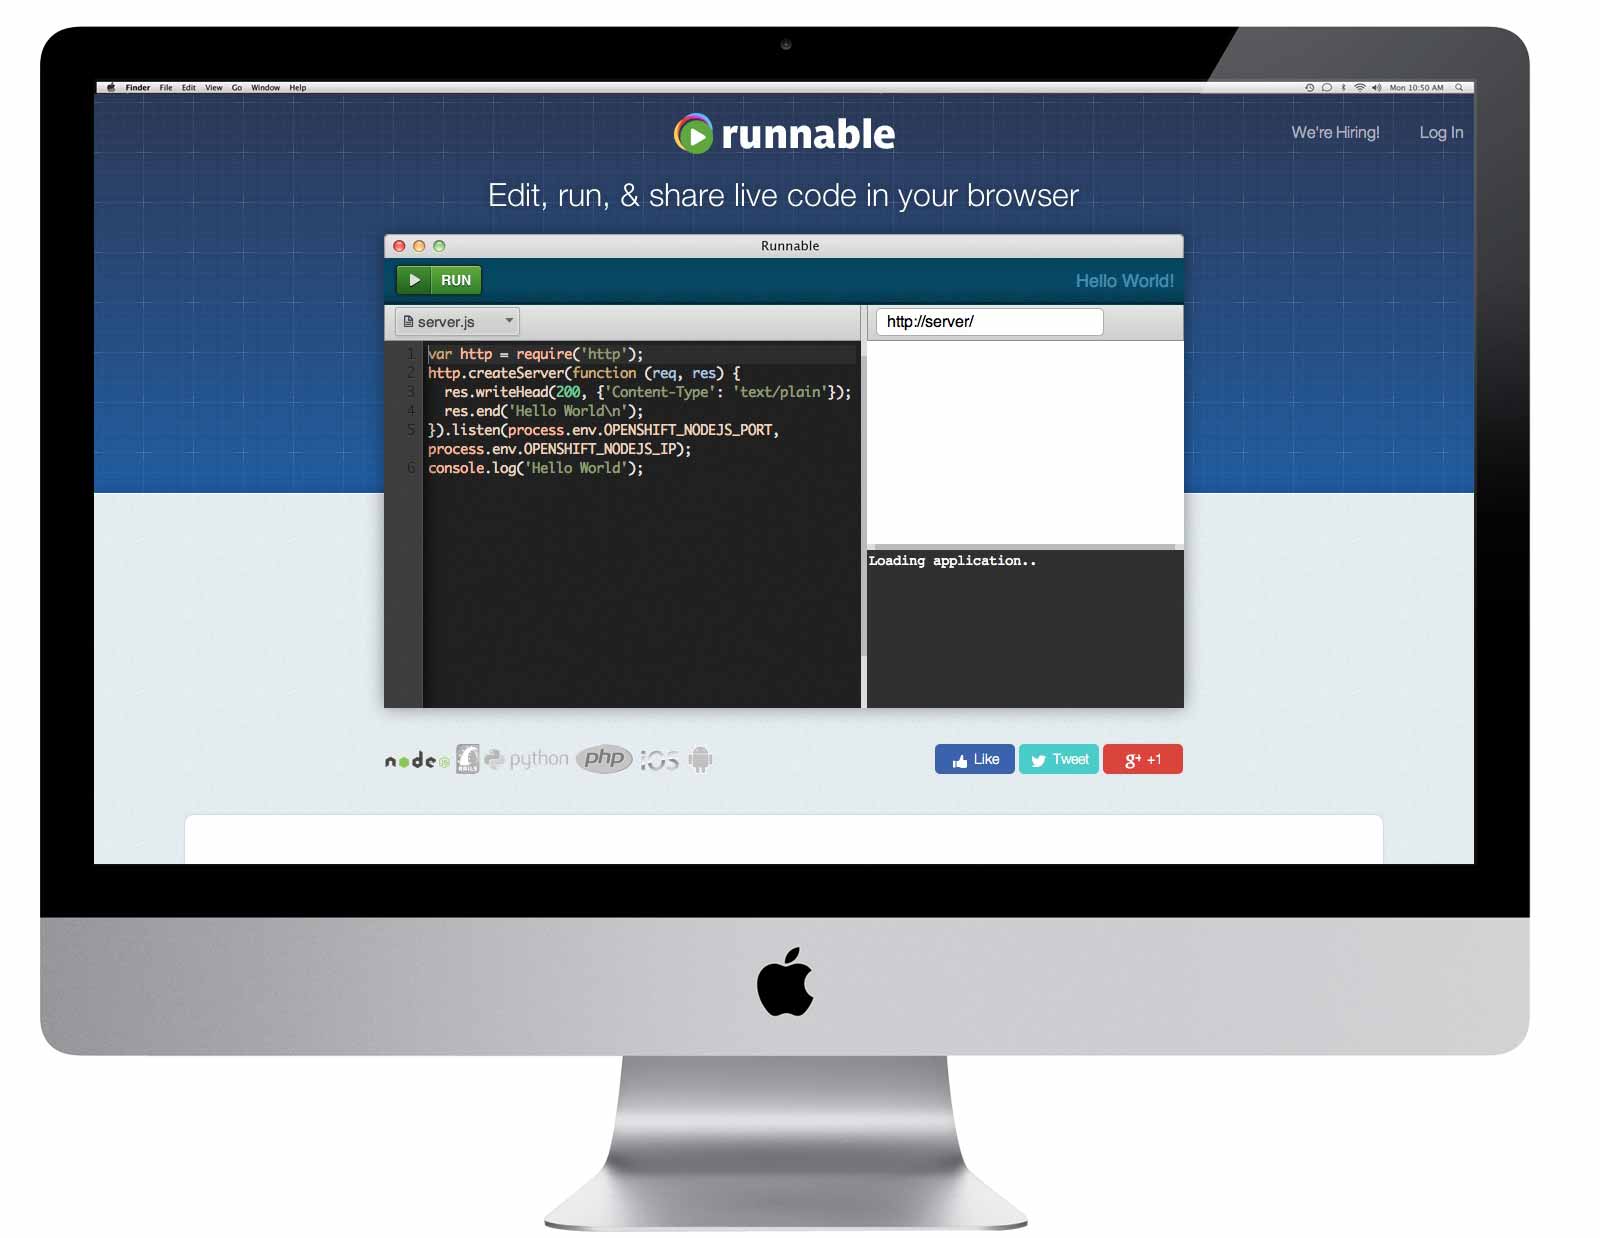 Finder File Edit View Go Window Help
Mon 10:50 AM
runnable
We're Hiring!
Log In
Edit, run, & share live code in your browser
Runnable
RUN
Hello World!
server.js
http://server/
1 var http = require('http');
2 http.createServer(function (req, res) {
3 res.writeHead(200, {'Content-Type': 'text/plain'});
4 res.end('Hello World\n');
5 }).listen(process.env.OPENSHIFT_NODEJS_PORT,
process.env.OPENSHIFT_NODEJS_IP);
6 console.log('Hello World');
Loading application..
node JS RAILS python php iOS
Like
Tweet
g+ +1